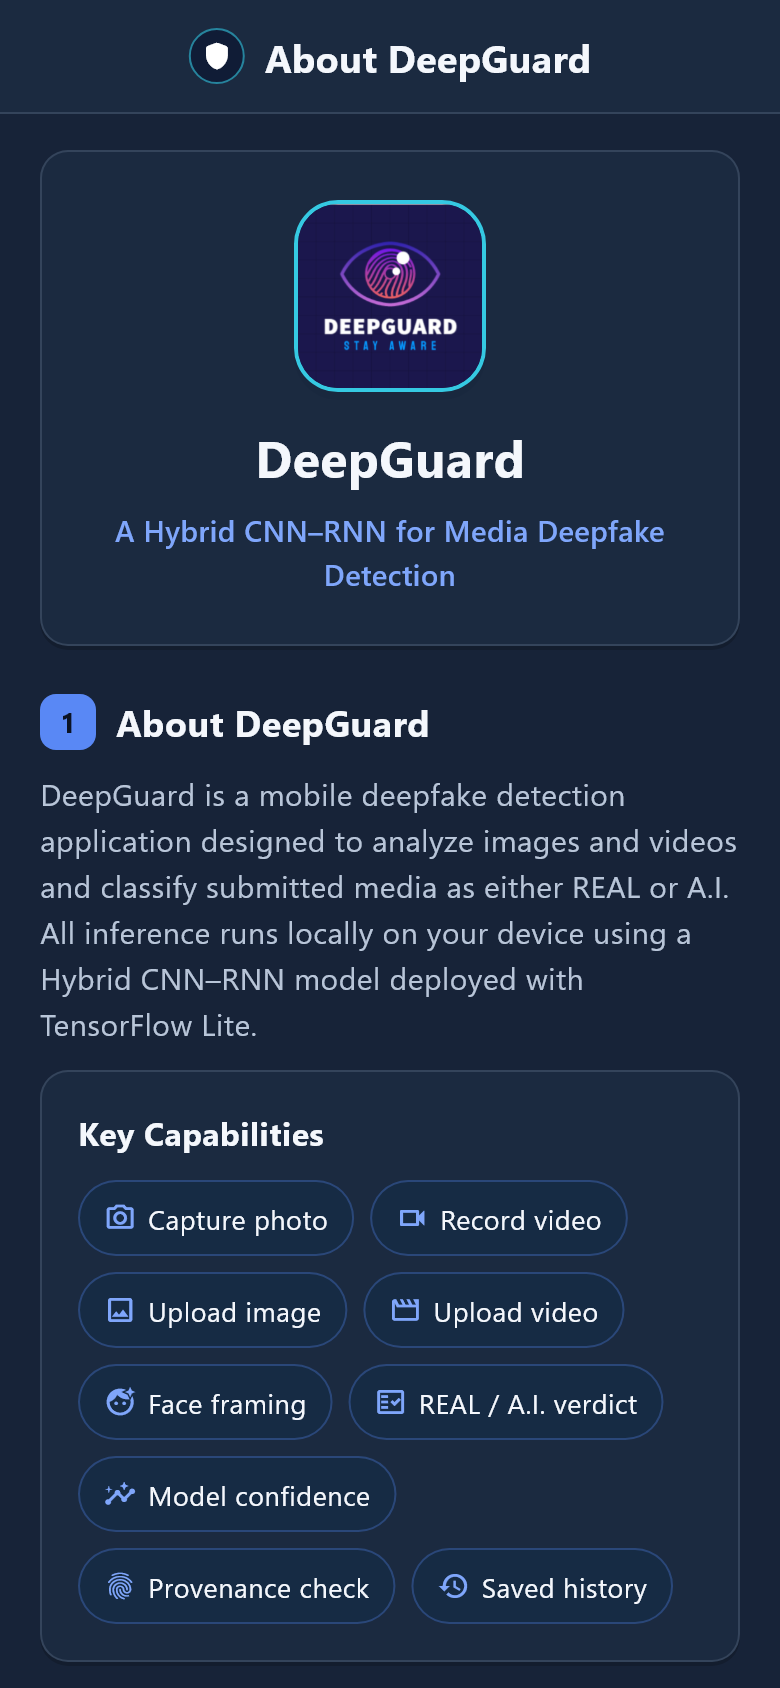 About DeepGuard
DEEPGUARD
STAY AWARE
DeepGuard
A Hybrid CNN–RNN for Media Deepfake
Detection
1 About DeepGuard
DeepGuard is a mobile deepfake detection
application designed to analyze images and videos
and classify submitted media as either REAL or A.I.
All inference runs locally on your device using a
Hybrid CNN–RNN model deployed with
TensorFlow Lite.
Key Capabilities
Capture photo Record video
Upload image Upload video
Face framing REAL / A.I. verdict
Model confidence
Provenance check Saved history